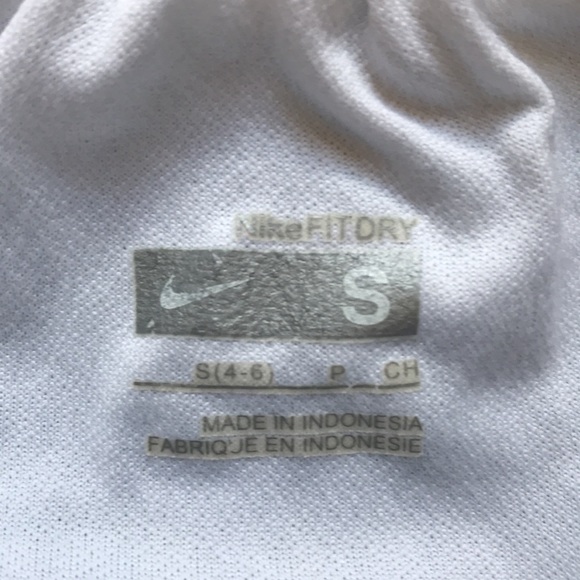 NikeFITDRY
S
S(4-6) P CH
MADE IN INDONESIA
FABRIQUE EN INDONESIE